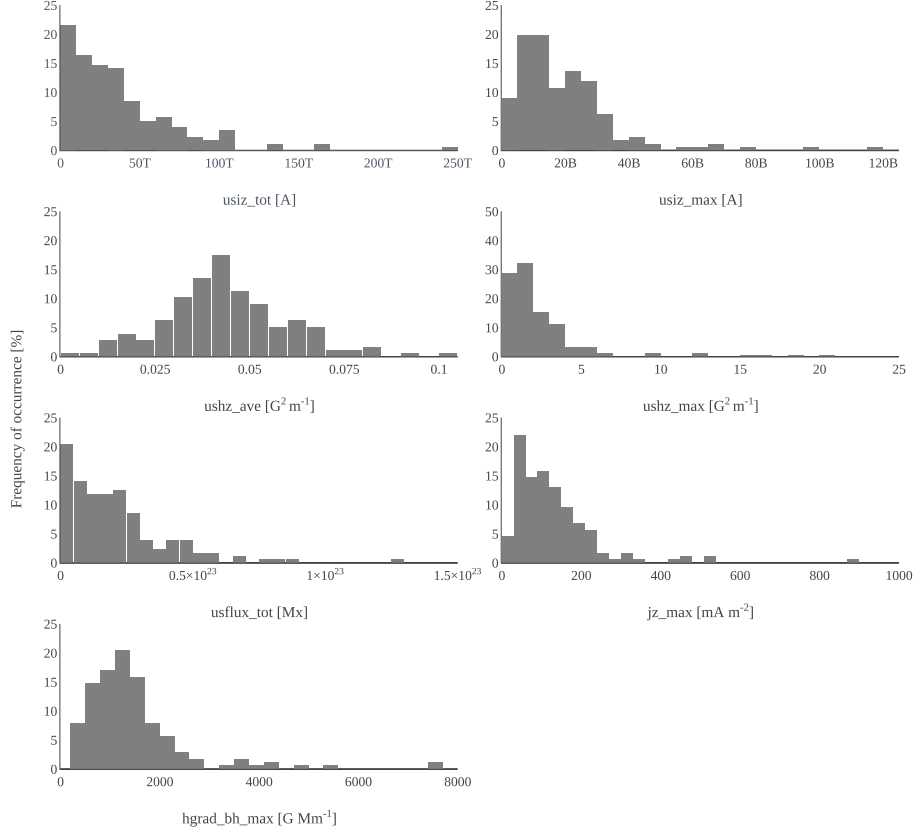 25
20
15
10
5
0
0 50T 100T 150T 200T 250T
usiz_tot [A]
25
20
15
10
5
0
0 20B 40B 60B 80B 100B 120B
usiz_max [A]
25
20
15
10
5
0
0 0.025 0.05 0.075 0.1
ushz_ave [G² m⁻¹]
50
40
30
20
10
0
0 5 10 15 20 25
ushz_max [G² m⁻¹]
Frequency of occurrence [%]
25
20
15
10
5
0
0 0.5×10²³ 1×10²³ 1.5×10²³
usflux_tot [Mx]
25
20
15
10
5
0
0 200 400 600 800 1000
jz_max [mA m⁻²]
25
20
15
10
5
0
0 2000 4000 6000 8000
hgrad_bh_max [G Mm⁻¹]